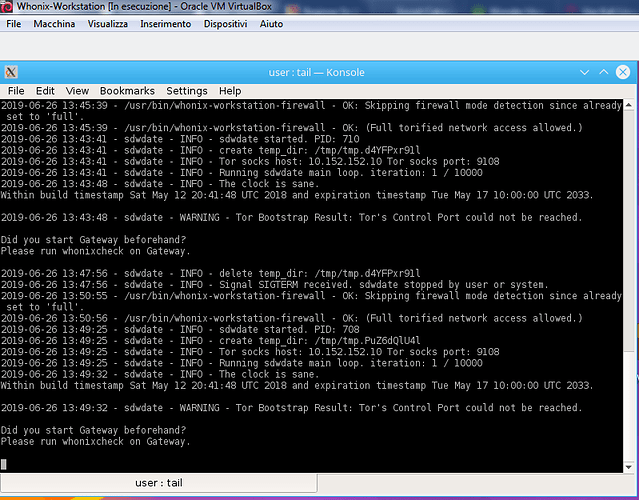 Whonix-Workstation [In esecuzione] - Oracle VM VirtualBox
File Macchina Visualizza Inserimento Dispositivi Aiuto
user : tail — Konsole
File Edit View Bookmarks Settings Help
2019-06-26 13:45:39 - /usr/bin/whonix-workstation-firewall - OK: Skipping firewall mode detection since already
set to 'full'.
2019-06-26 13:45:39 - /usr/bin/whonix-workstation-firewall - OK: (Full torified network access allowed.)
2019-06-26 13:43:41 - sdwdate - INFO - sdwdate started. PID: 710
2019-06-26 13:43:41 - sdwdate - INFO - create temp_dir: /tmp/tmp.d4YFPxr91l
2019-06-26 13:43:41 - sdwdate - INFO - Tor socks host: 10.152.152.10 Tor socks port: 9108
2019-06-26 13:43:41 - sdwdate - INFO - Running sdwdate main loop. iteration: 1 / 10000
2019-06-26 13:43:48 - sdwdate - INFO - The clock is sane.
Within build timestamp Sat May 12 20:41:48 UTC 2018 and expiration timestamp Tue May 17 10:00:00 UTC 2033.
2019-06-26 13:43:48 - sdwdate - WARNING - Tor Bootstrap Result: Tor's Control Port could not be reached.
Did you start Gateway beforehand?
Please run whonixcheck on Gateway.
2019-06-26 13:47:56 - sdwdate - INFO - delete temp_dir: /tmp/tmp.d4YFPxr91l
2019-06-26 13:47:56 - sdwdate - INFO - Signal SIGTERM received. sdwdate stopped by user or system.
2019-06-26 13:50:55 - /usr/bin/whonix-workstation-firewall - OK: Skipping firewall mode detection since already
set to 'full'.
2019-06-26 13:50:56 - /usr/bin/whonix-workstation-firewall - OK: (Full torified network access allowed.)
2019-06-26 13:49:25 - sdwdate - INFO - sdwdate started. PID: 708
2019-06-26 13:49:25 - sdwdate - INFO - create temp_dir: /tmp/tmp.PuZ6dQlU4l
2019-06-26 13:49:25 - sdwdate - INFO - Tor socks host: 10.152.152.10 Tor socks port: 9108
2019-06-26 13:49:25 - sdwdate - INFO - Running sdwdate main loop. iteration: 1 / 10000
2019-06-26 13:49:32 - sdwdate - INFO - The clock is sane.
Within build timestamp Sat May 12 20:41:48 UTC 2018 and expiration timestamp Tue May 17 10:00:00 UTC 2033.
2019-06-26 13:49:32 - sdwdate - WARNING - Tor Bootstrap Result: Tor's Control Port could not be reached.
Did you start Gateway beforehand?
Please run whonixcheck on Gateway.
user : tail